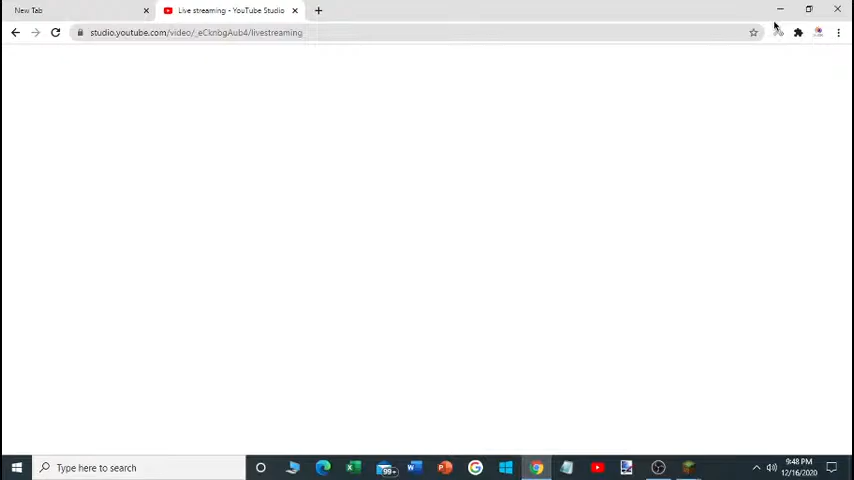 New Tab
Live streaming - YouTube Studio
studio.youtube.com/video/_eCknbgAub4/livestreaming
Type here to search
99+
9:48 PM
12/16/2020